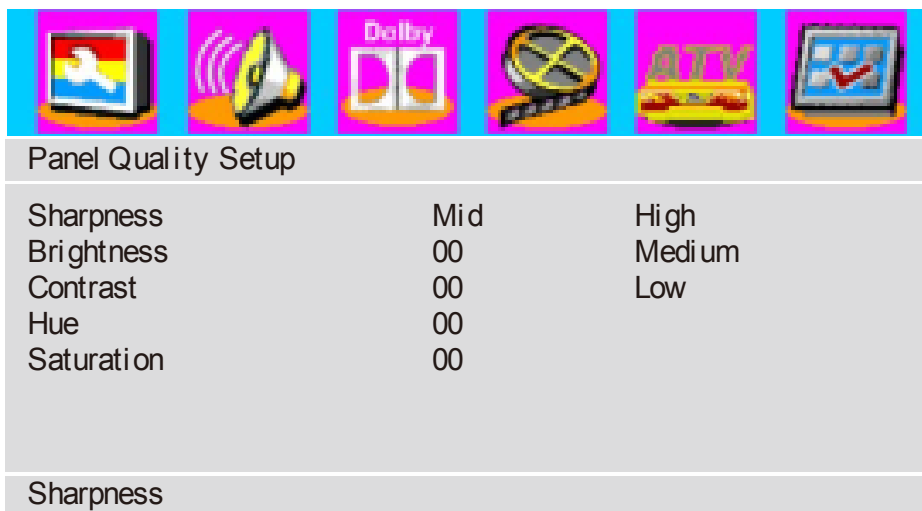 Dolby
ATV
Panel Quality Setup
Sharpness Mid High
Brightness 00 Medium
Contrast 00 Low
Hue 00
Saturation 00
Sharpness